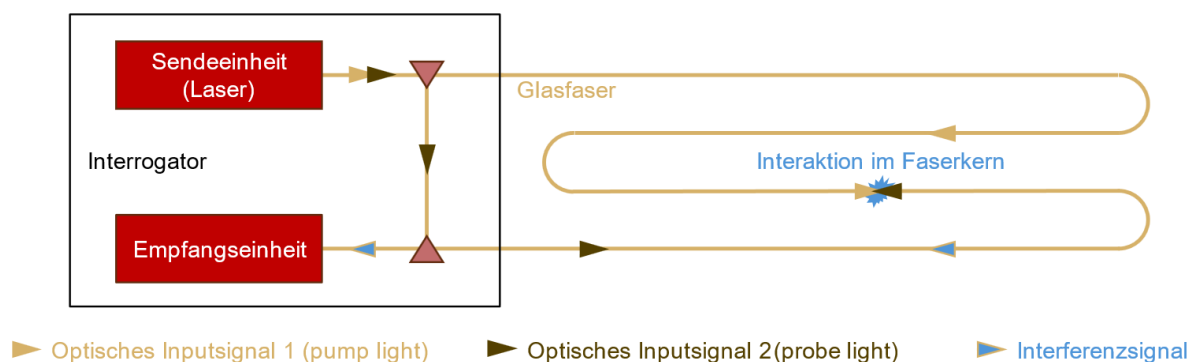 Sendeeinheit
(Laser)
Glasfaser
Interrogator
Interaktion im Faserkern
Empfangseinheit
Optisches Inputsignal 1 (pump light)
Optisches Inputsignal 2(probe light)
Interferenzsignal